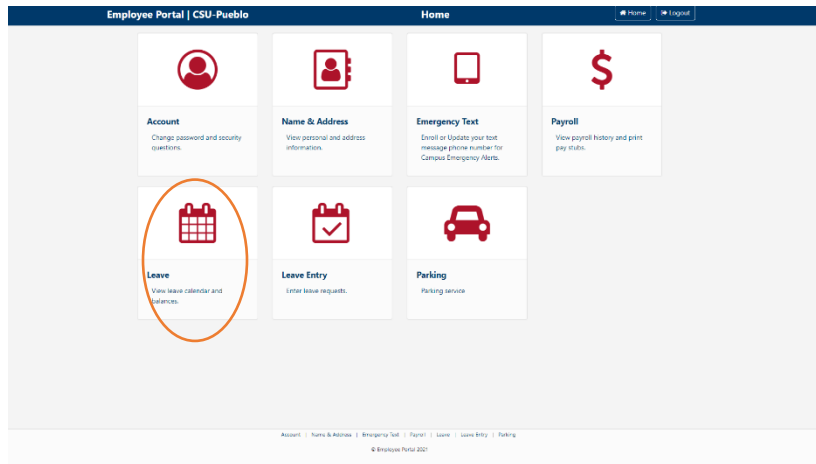 Employee Portal | CSU-Pueblo
Home
Home
Logout
Account
Change password and security
questions.
Name & Address
View personal and address
information.
Emergency Text
Enroll or Update your text
message phone number for
Campus Emergency Alerts.
Payroll
View payroll history and print
pay stubs.
Leave
View leave calendar and
balances.
Leave Entry
Enter leave requests.
Parking
Parking service
Account | Name & Address | Emergency Text | Payroll | Leave | Leave Entry | Parking
© Employee Portal 2021